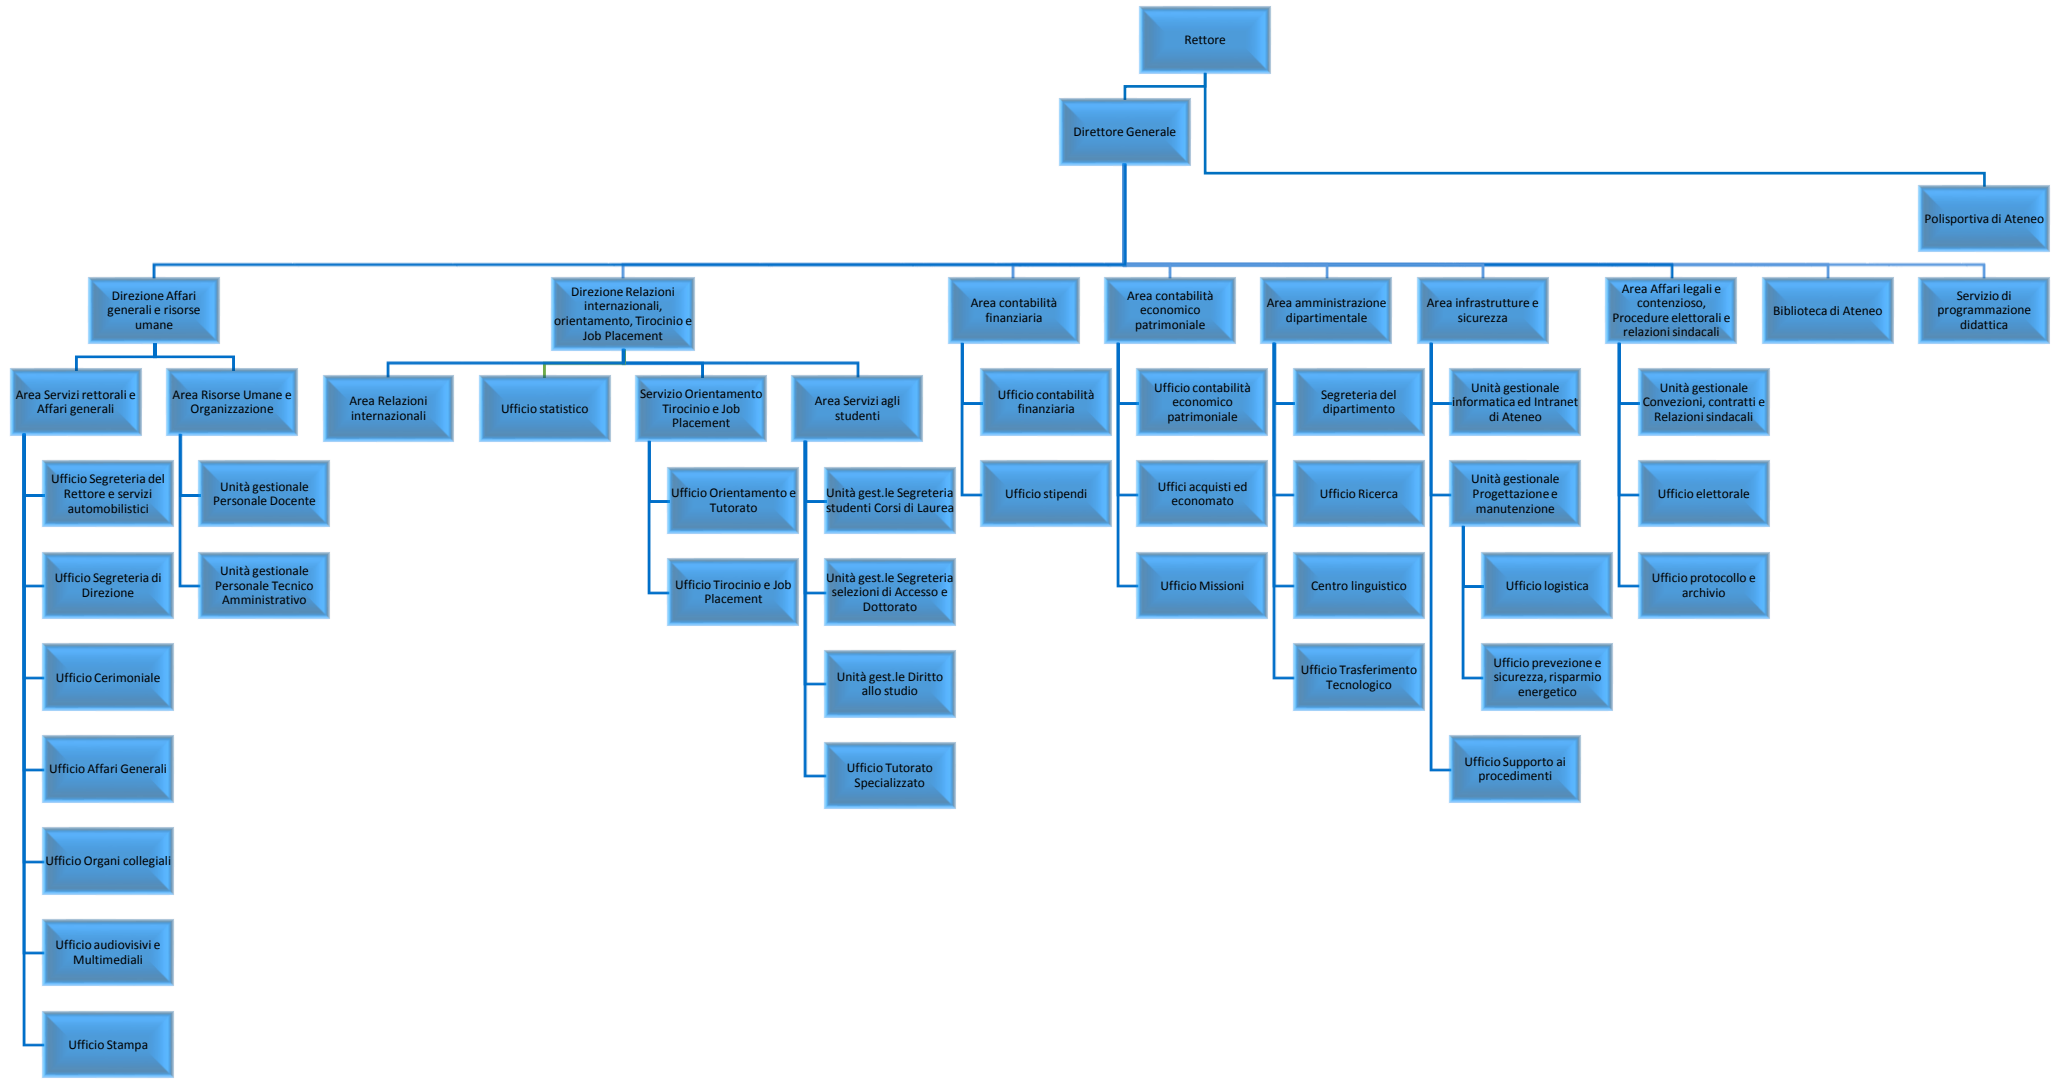 Rettore
Direttore Generale
Polisportiva di Ateneo
Direzione Affari
generali e risorse
umane
Direzione Relazioni
internazionali,
orientamento, Tirocinio e
Job Placement
Area contabilità
finanziaria
Area contabilità
economico
patrimoniale
Area amministrazione
dipartimentale
Area infrastrutture e
sicurezza
Area Affari legali e
contenzioso,
Procedure elettorali e
relazioni sindacali
Biblioteca di Ateneo
Servizio di
programmazione
didattica
Area Servizi rettorali e
Affari generali
Area Risorse Umane e
Organizzazione
Area Relazioni
internazionali
Ufficio statistico
Servizio Orientamento
Tirocinio e Job
Placement
Area Servizi agli
studenti
Ufficio contabilità
finanziaria
Ufficio contabilità
economico
patrimoniale
Segreteria del
dipartimento
Unità gestionale
informatica ed Intranet
di Ateneo
Unità gestionale
Convezioni, contratti e
Relazioni sindacali
Ufficio Segreteria del
Rettore e servizi
automobilistici
Unità gestionale
Personale Docente
Ufficio Orientamento e
Tutorato
Unità gest.le Segreteria
studenti Corsi di Laurea
Ufficio stipendi
Uffici acquisti ed
economato
Ufficio Ricerca
Unità gestionale
Progettazione e
manutenzione
Ufficio elettorale
Ufficio Segreteria di
Direzione
Unità gestionale
Personale Tecnico
Amministrativo
Ufficio Tirocinio e Job
Placement
Unità gest.le Segreteria
selezioni di Accesso e
Dottorato
Ufficio Missioni
Centro linguistico
Ufficio logistica
Ufficio protocollo e
archivio
Ufficio Cerimoniale
Unità gest.le Diritto
allo studio
Ufficio Trasferimento
Tecnologico
Ufficio prevezione e
sicurezza, risparmio
energetico
Ufficio Affari Generali
Ufficio Tutorato
Specializzato
Ufficio Supporto ai
procedimenti
Ufficio Organi collegiali
Ufficio audiovisivi e
Multimediali
Ufficio Stampa